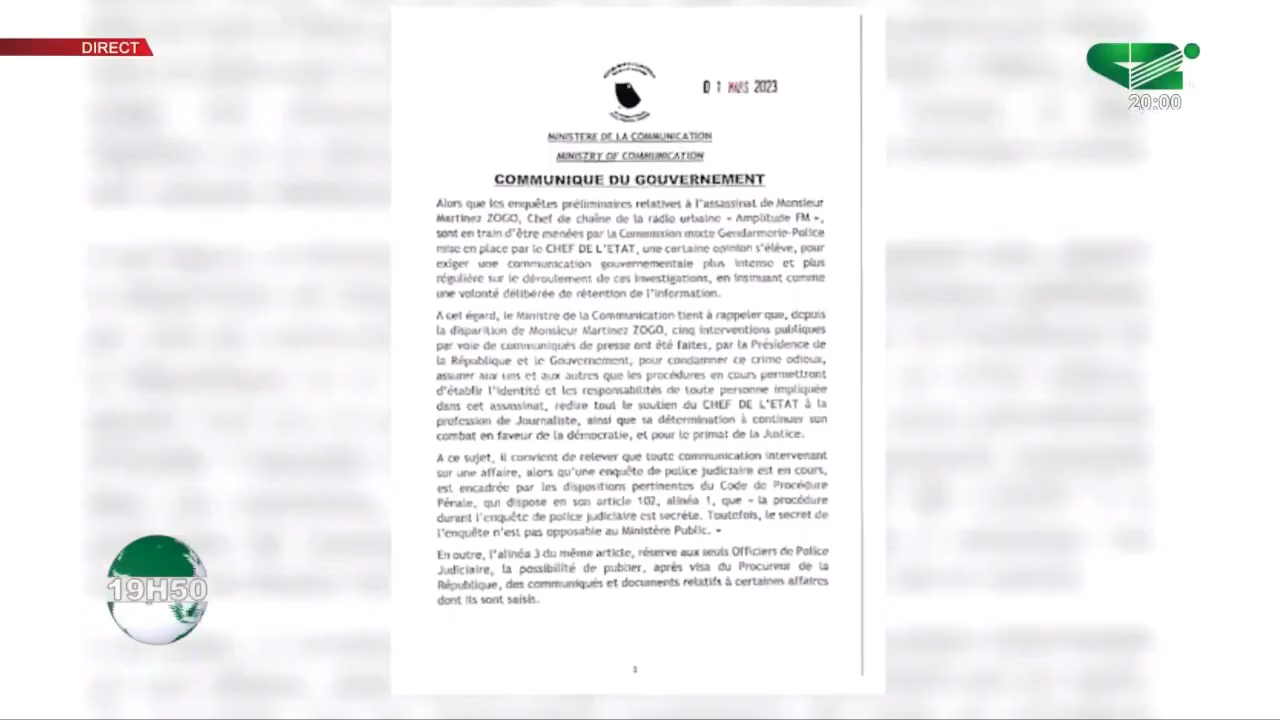 DIRECT
0 1 MARS 2023
20:00
MINISTERE DE LA COMMUNICATION
MINISTRY OF COMMUNICATION
COMMUNIQUE DU GOUVERNEMENT
Alors que les enquêtes préliminaires relatives à l'assassinat de Monsieur
Martinez ZOGO, Chef de chaîne de la radio urbaine « Amplitude FM »,
sont en train d'être menées par la Commission mixte Gendarmerie-Police
mise en place par le CHEF DE L'ETAT, une certaine opinion s'élève, pour
exiger une communication gouvernementale plus intense et plus
régulière sur le déroulement de ces investigations, en insinuant comme
une volonté délibérée de rétention de l'information.
A cet égard, le Ministre de la Communication tient à rappeler que, depuis
la disparition de Monsieur Martinez ZOGO, cinq interventions publiques
par voie de communiqués de presse ont été faites, par la Présidence de
la République et le Gouvernement, pour condamner ce crime odieux,
assurer aux uns et aux autres que les procédures en cours permettront
d'établir l'identité et les responsabilités de toute personne impliquée
dans cet assassinat, redire tout le soutien du CHEF DE L'ETAT à la
profession de Journaliste, ainsi que sa détermination à continuer son
combat en faveur de la démocratie, et pour le primat de la Justice.
A ce sujet, il convient de relever que toute communication intervenant
sur une affaire, alors qu'une enquête de police judiciaire est en cours,
est encadrée par les dispositions pertinentes du Code de Procédure
Pénale, qui dispose en son article 102, alinéa 1, que « la procédure
durant l'enquête de police judiciaire est secrète. Toutefois, le secret de
l'enquête n'est pas opposable au Ministère Public. »
En outre, l'alinéa 3 du même article, réserve aux seuls Officiers de Police
Judiciaire, la possibilité de publier, après visa du Procureur de la
République, des communiqués et documents relatifs à certaines affaires
dont ils sont saisis.
19H50
1